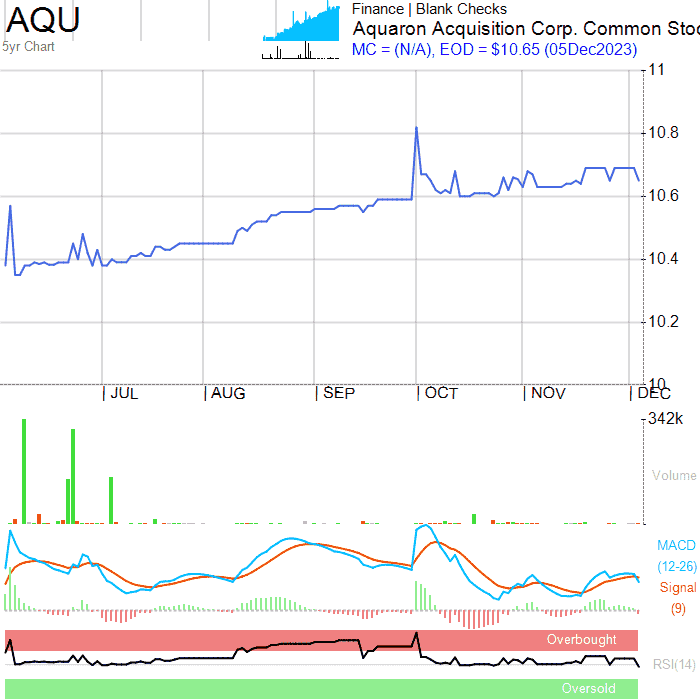 AQU
5yr Chart
Finance | Blank Checks
Aquaron Acquisition Corp. Common Stoc
MC = (N/A), EOD = $10.65 (05Dec2023)
11
10.8
10.6
10.4
10.2
10
JUL AUG SEP OCT NOV DEC
342k
Volume
MACD
(12-26)
Signal
(9)
Overbought
RSI(14)
Oversold